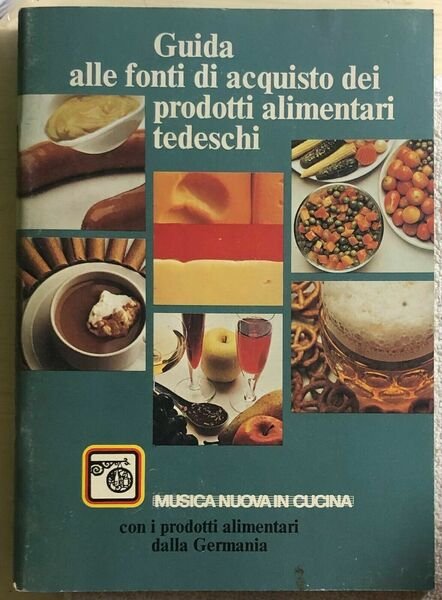 Guida
alle fonti di acquisto dei
prodotti alimentari
tedeschi
MUSICA NUOVA IN CUCINA
con i prodotti alimentari
dalla Germania